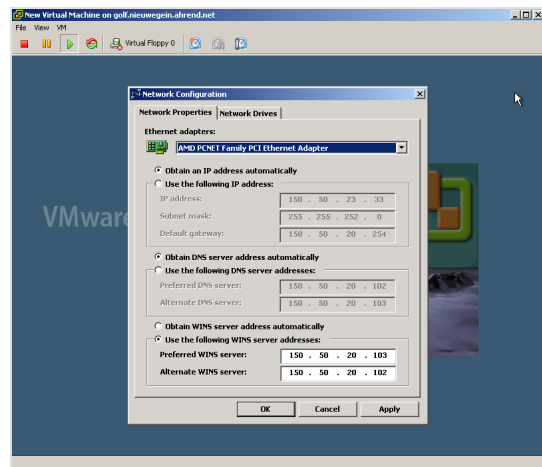 New Virtual Machine on golf.nieuwegein.ahrend.net
File View VM
Virtual Floppy 0
VMware
Network Configuration
Network Properties Network Drives
Ethernet adapters:
AMD PCNET Family PCI Ethernet Adapter
Obtain an IP address automatically
Use the following IP address:
IP address: 150 . 50 . 23 . 33
Subnet mask: 255 . 255 . 252 . 0
Default gateway: 150 . 50 . 20 . 254
Obtain DNS server address automatically
Use the following DNS server addresses:
Preferred DNS server: 150 . 50 . 20 . 102
Alternate DNS server: 150 . 50 . 20 . 103
Obtain WINS server address automatically
Use the following WINS server addresses:
Preferred WINS server: 150 . 50 . 20 . 103
Alternate WINS server: 150 . 50 . 20 . 102
OK Cancel Apply